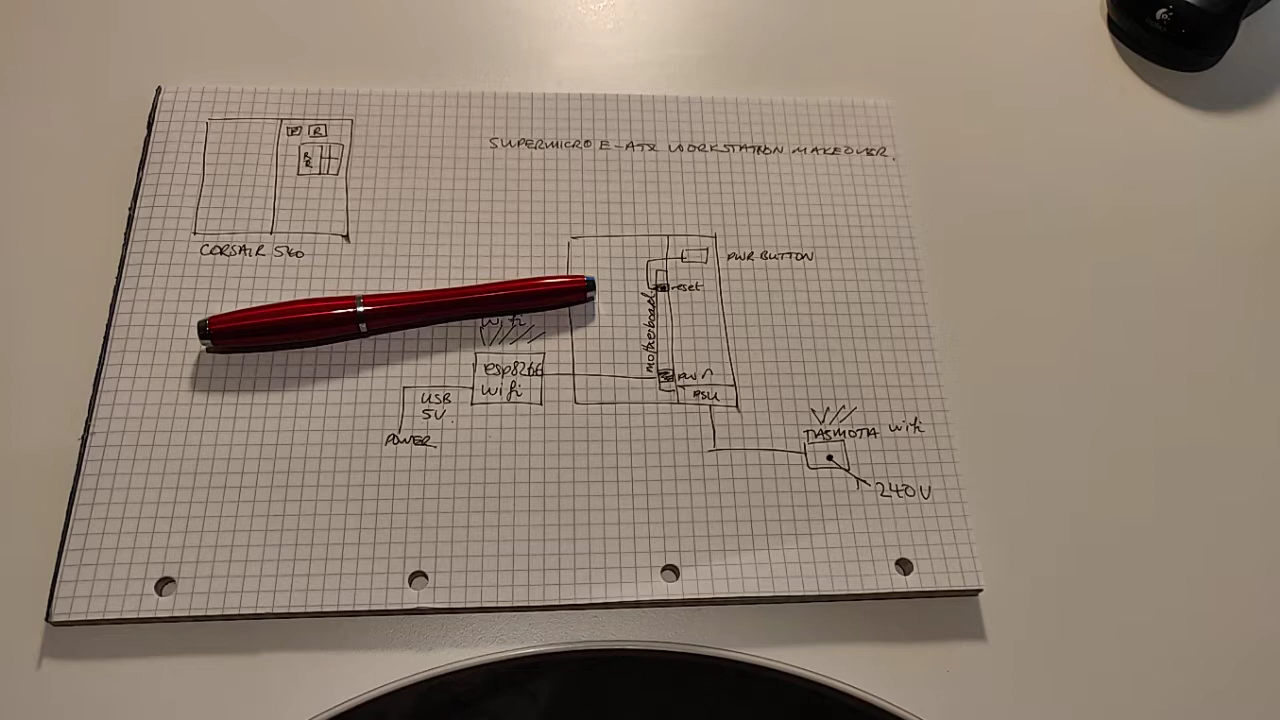 SUPERMICRO E-ATX WORKSTATION MAKEOVER.
P R
R
R
CORSAIR 540
PWR BUTTON
reset
motherboard
wifi
esp8266
wifi
USB
5V.
POWER
pwr
PSU
TASMOTA wifi
240V